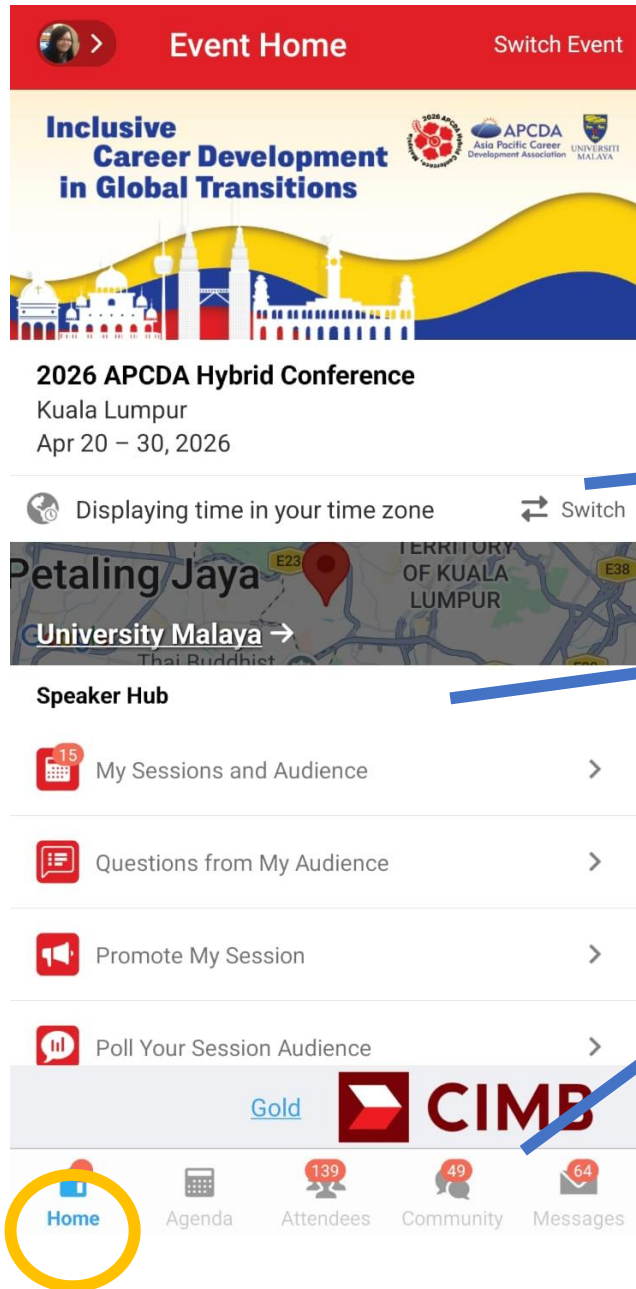 Event Home
Switch Event
Inclusive
Career Development
in Global Transitions
APCDA
Asia Pacific Career
Development Association
UNIVERSITI
MALAYA
2026 APCDA Hybrid Conference
Kuala Lumpur
Apr 20 – 30, 2026
Displaying time in your time zone
Switch
Petaling Jaya
E23
TERRITORY
OF KUALA
LUMPUR
E38
University Malaya →
Thai Buddhist
Speaker Hub
15
My Sessions and Audience
Questions from My Audience
Promote My Session
Poll Your Session Audience
Gold
CIMB
139
49
64
Home
Agenda
Attendees
Community
Messages